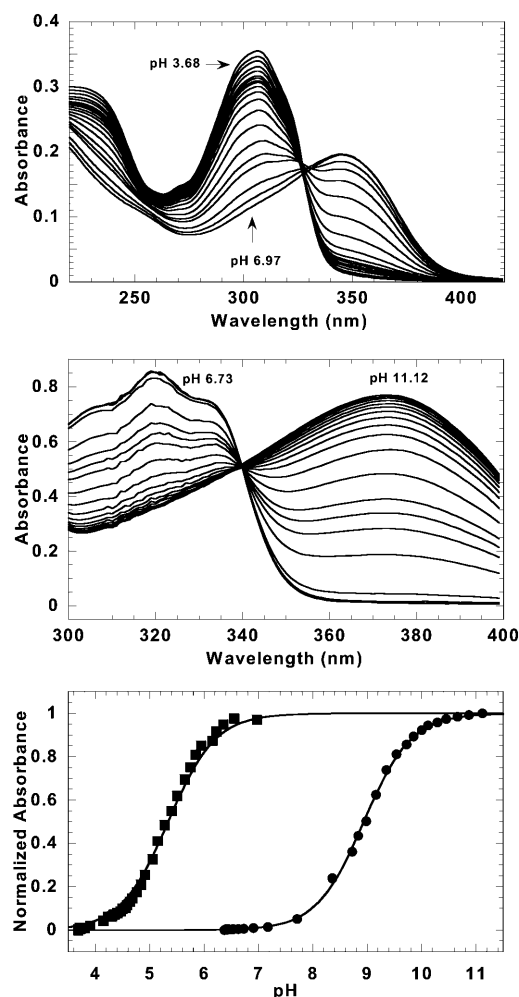 0.4
0.3
0.2
0.1
0
Absorbance
pH 3.68
pH 6.97
250 300 350 400
Wavelength (nm)
0.8
0.6
0.4
0.2
0
Absorbance
pH 6.73
pH 11.12
300 320 340 360 380 400
Wavelength (nm)
1
0.8
0.6
0.4
0.2
0
Normalized Absorbance
4 5 6 7 8 9 10 11
pH